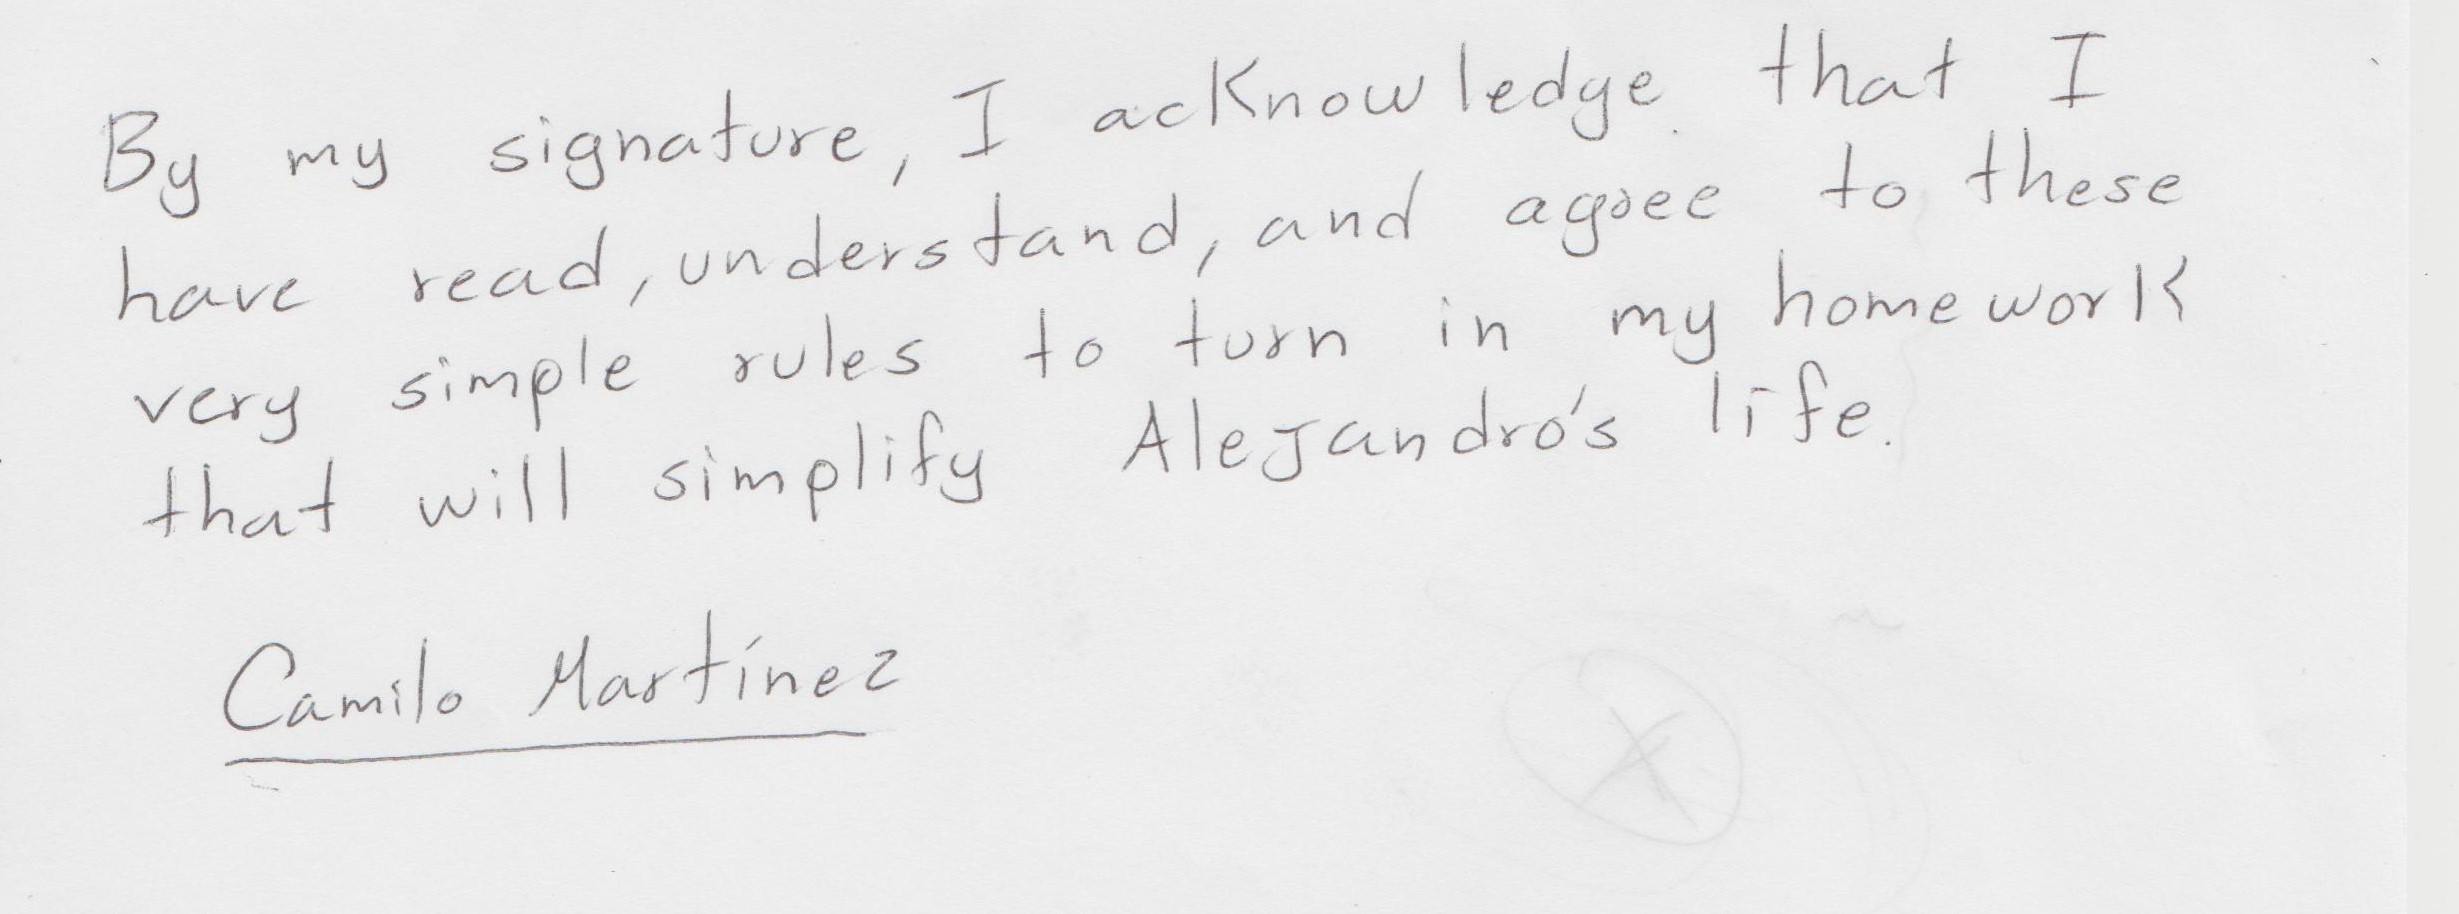 By my signature, I acknowledge that I
have read, understand, and agree to these
very simple rules to turn in my homework
that will simplify Alejandro's life.
Camilo Martínez